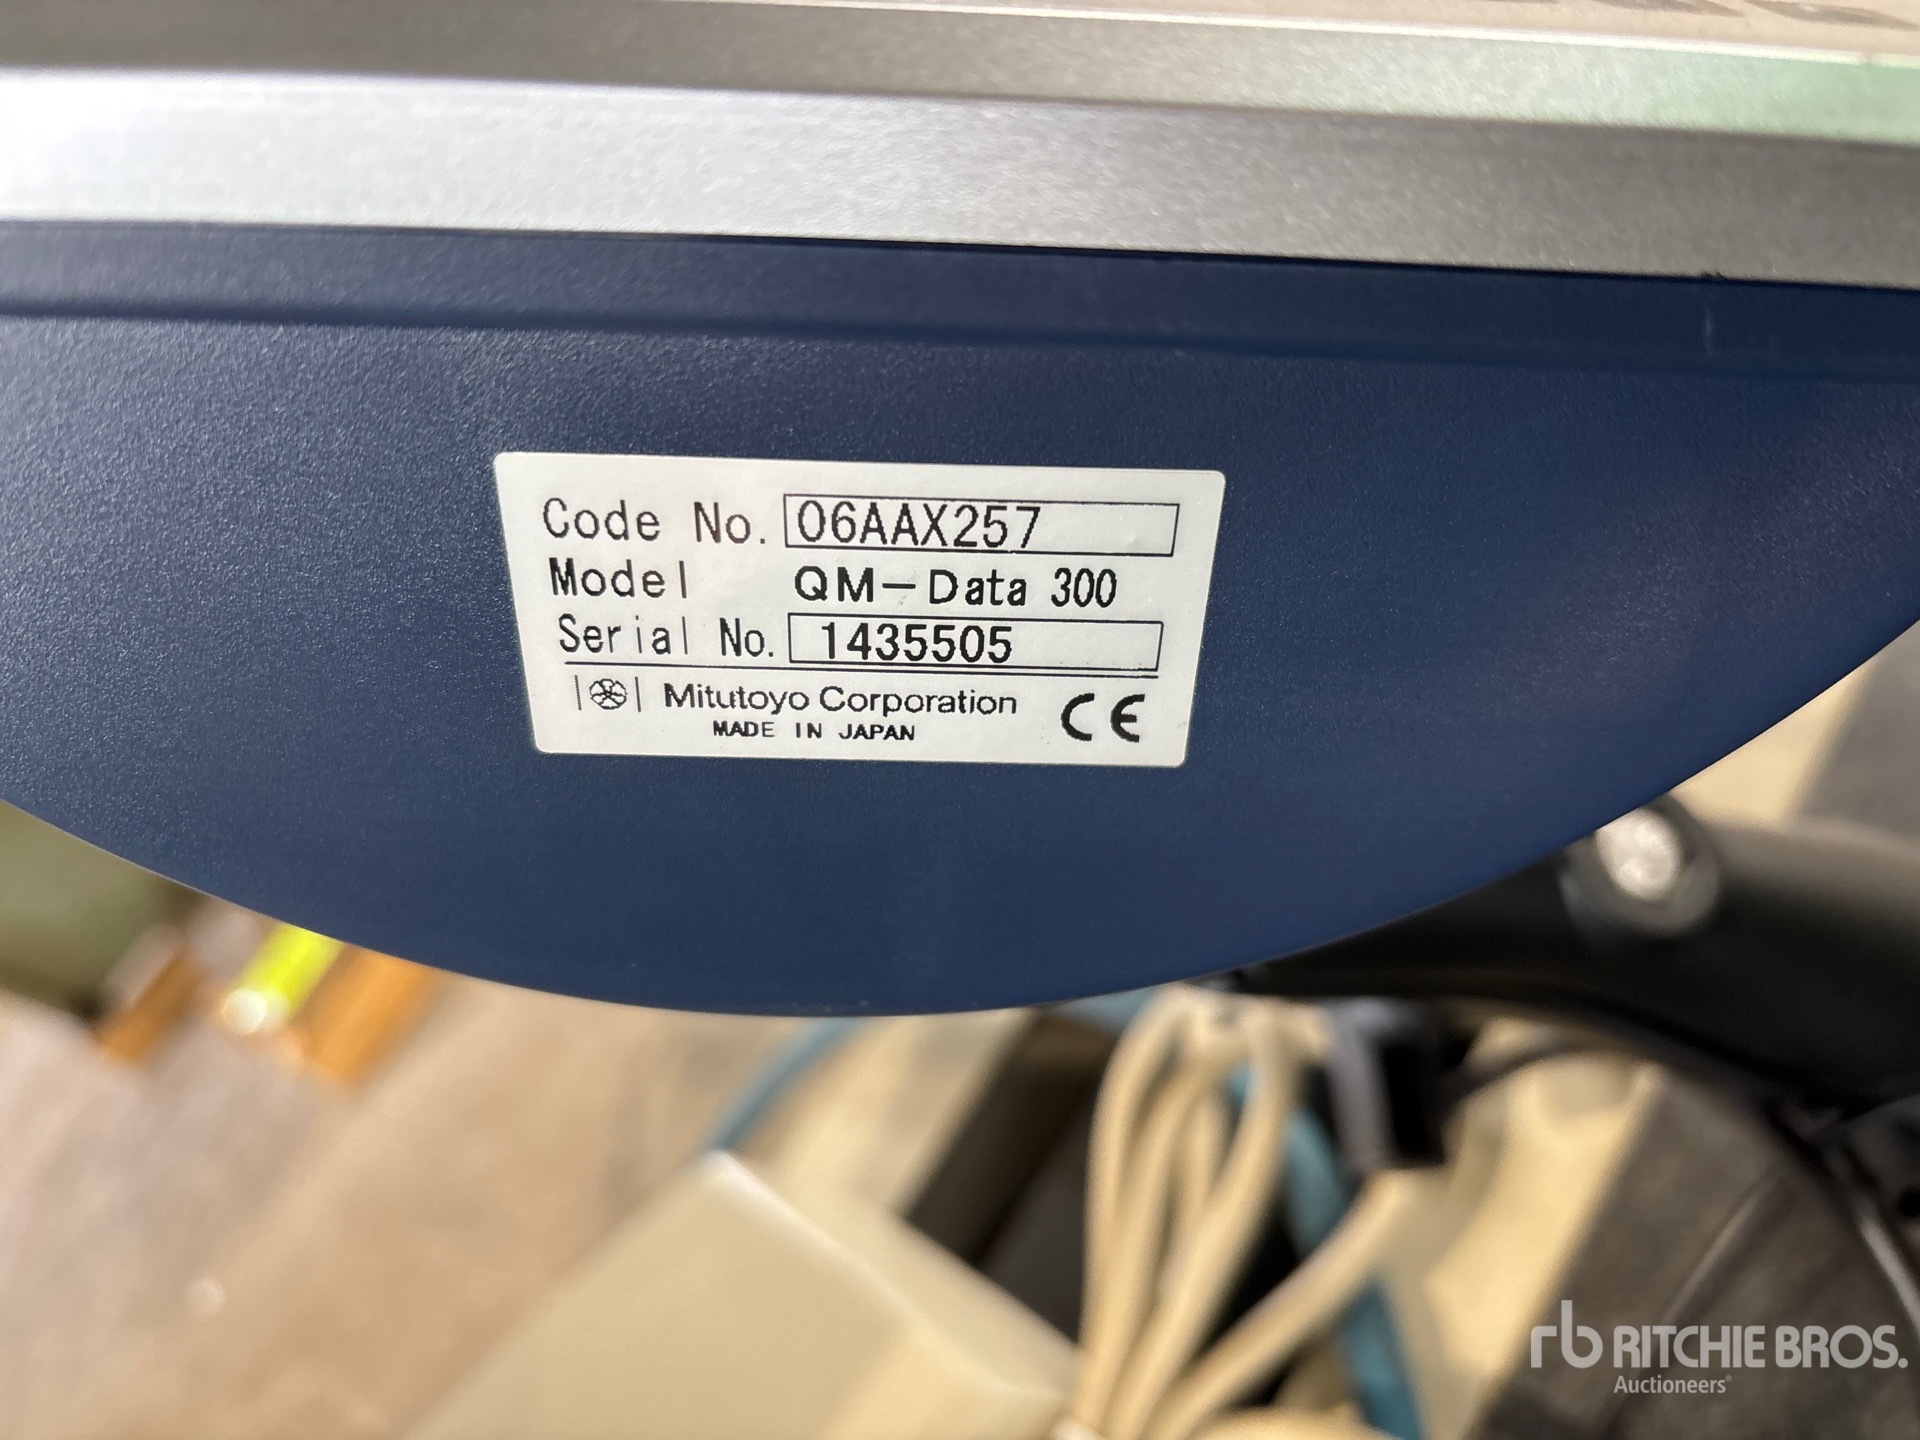 Code No. 06AAX257
Model QM-Data 300
Serial No. 1435505
Mitutoyo Corporation
MADE IN JAPAN
CE
rb RITCHIE BROS.
Auctioneers